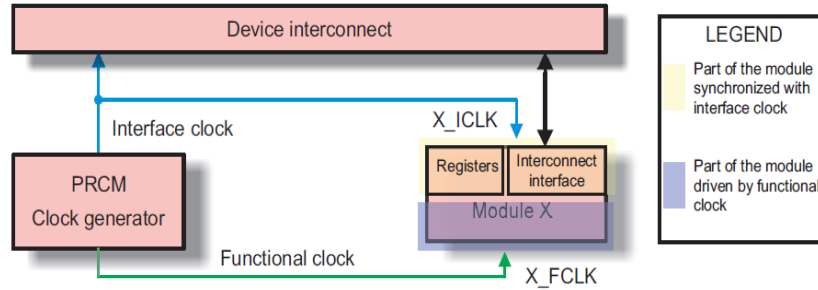 Device interconnect
LEGEND
Part of the module
synchronized with
interface clock
Interface clock
X_ICLK
Registers
Interconnect
interface
PRCM
Clock generator
Module X
Part of the module
driven by functional
clock
Functional clock
X_FCLK